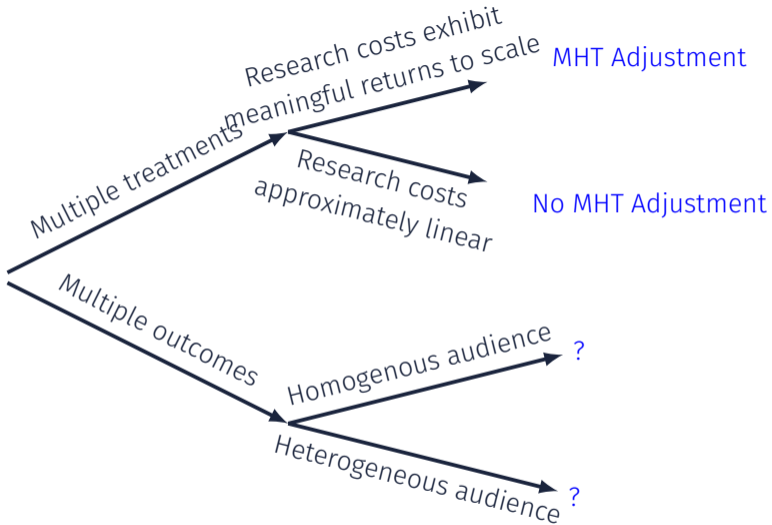 Research costs exhibit
meaningful returns to scale
MHT Adjustment
Multiple treatments
Research costs
approximately linear
No MHT Adjustment
Multiple outcomes
Homogenous audience
?
Heterogeneous audience
?